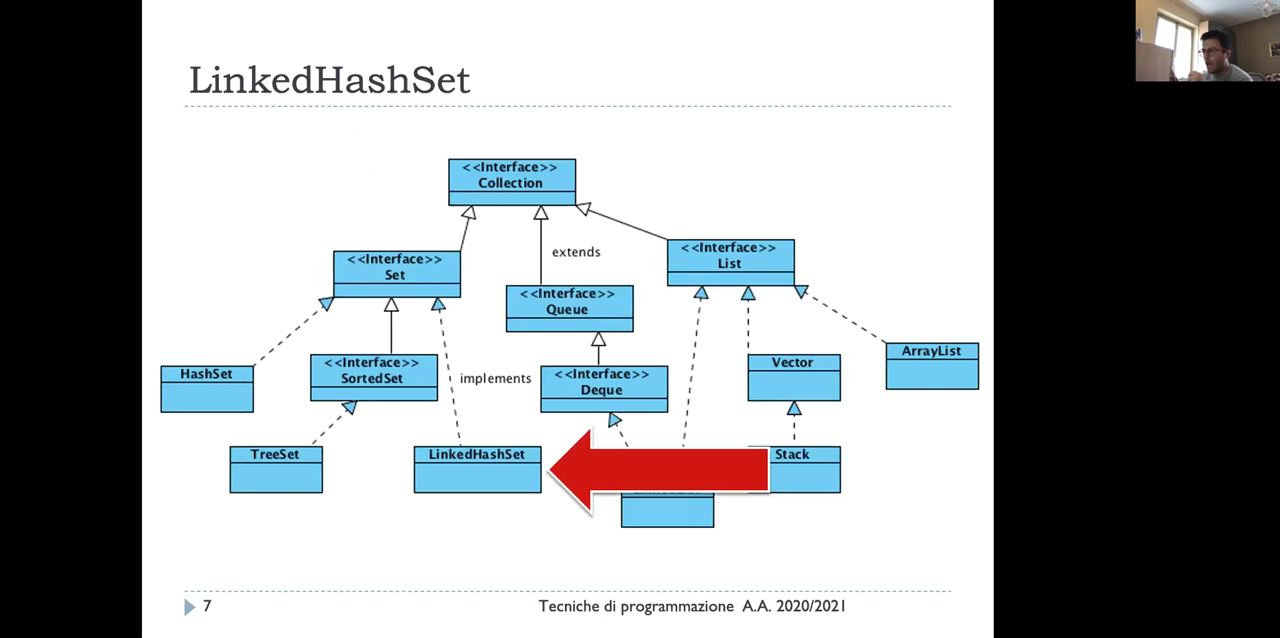 LinkedHashSet
<<Interface>>
Collection
<<Interface>>
Set
extends
<<Interface>>
List
<<Interface>>
Queue
HashSet
<<Interface>>
SortedSet
implements
<<Interface>>
Deque
Vector
ArrayList
TreeSet
LinkedHashSet
Stack
7
Tecniche di programmazione A.A. 2020/2021